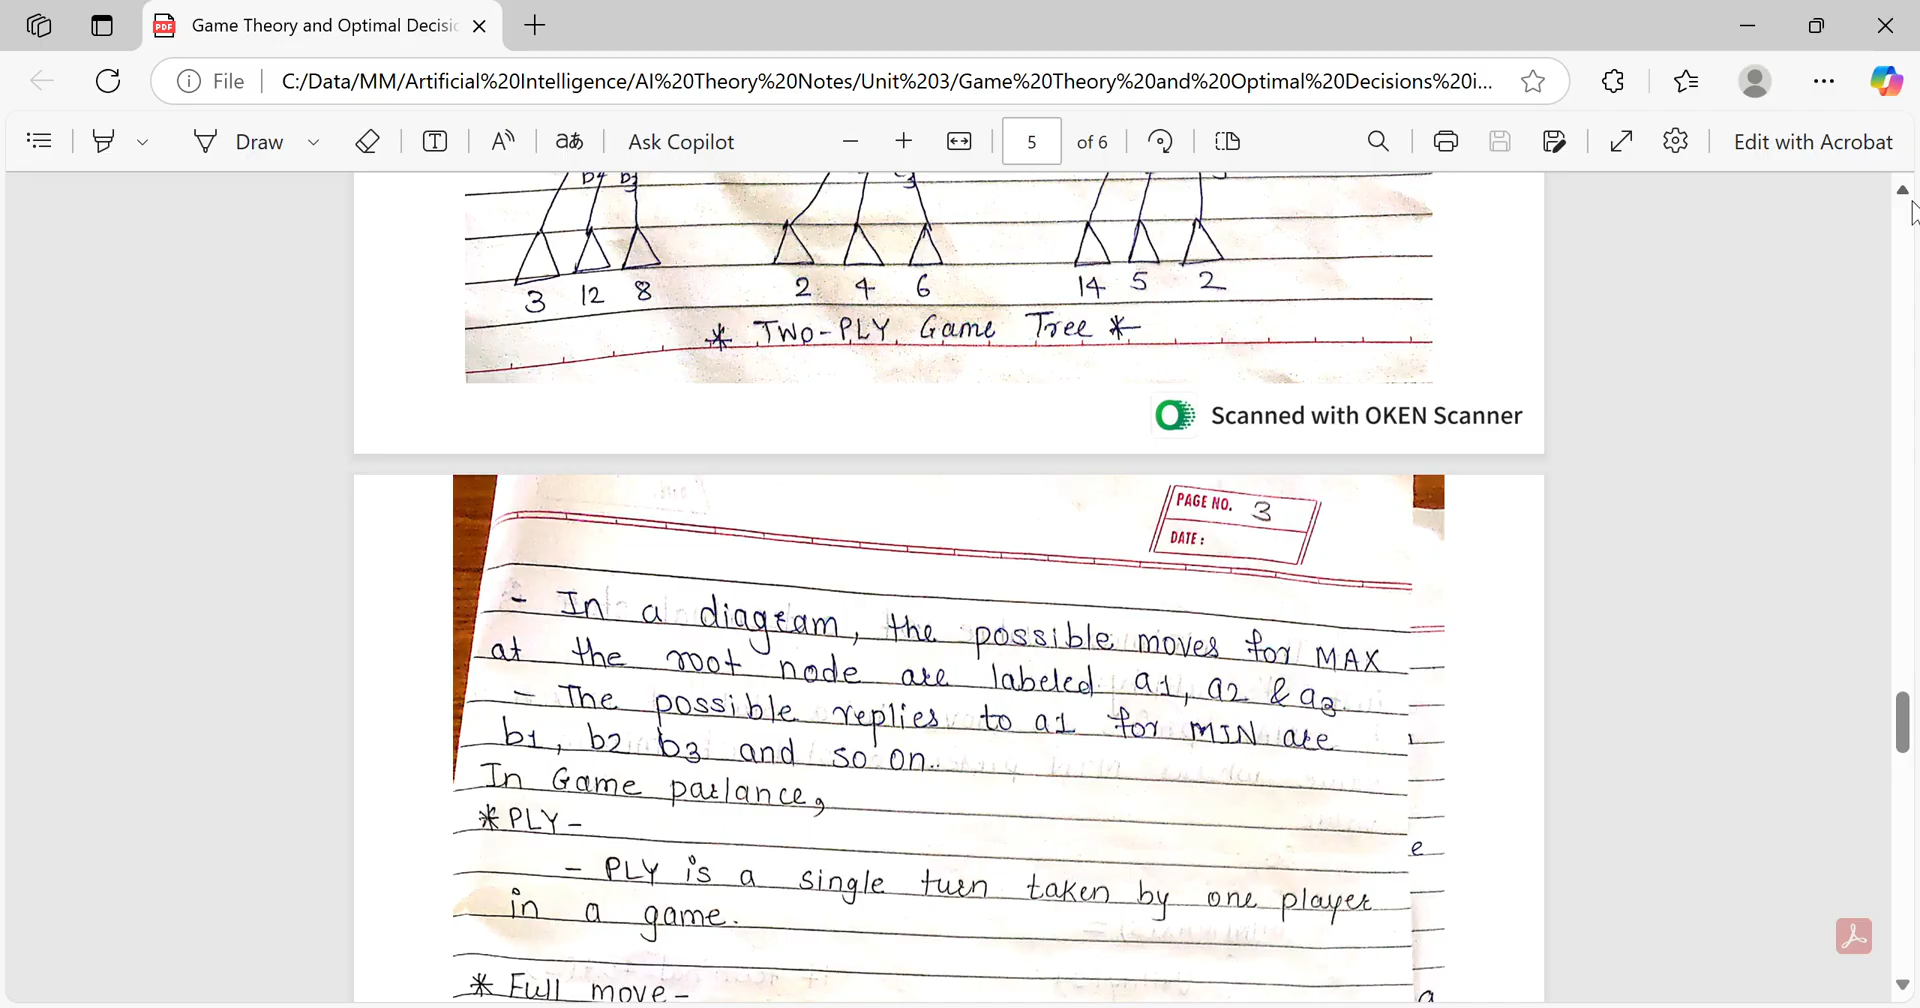 Game Theory and Optimal Decisi
File
C:/Data/MM/Artificial%20Intelligence/AI%20Theory%20Notes/Unit%203/Game%20Theory%20and%20Optimal%20Decisions%20i...
Draw
aあ
Ask Copilot
5 of 6
Edit with Acrobat
b1 b3
3 12 8 2 4 6 14 5 2
* TWO-PLY Game Tree *
Scanned with OKEN Scanner
PAGE NO. 3
DATE:
- In a diagram, the possible moves for MAX
at the root node are labeled a1, a2 & a3.
- The possible replies to a1 for MIN are
b1, b2 b3 and so on..
In Game parlance,
* PLY -
- PLY is a single turn taken by one player
in a game.
* Full move -